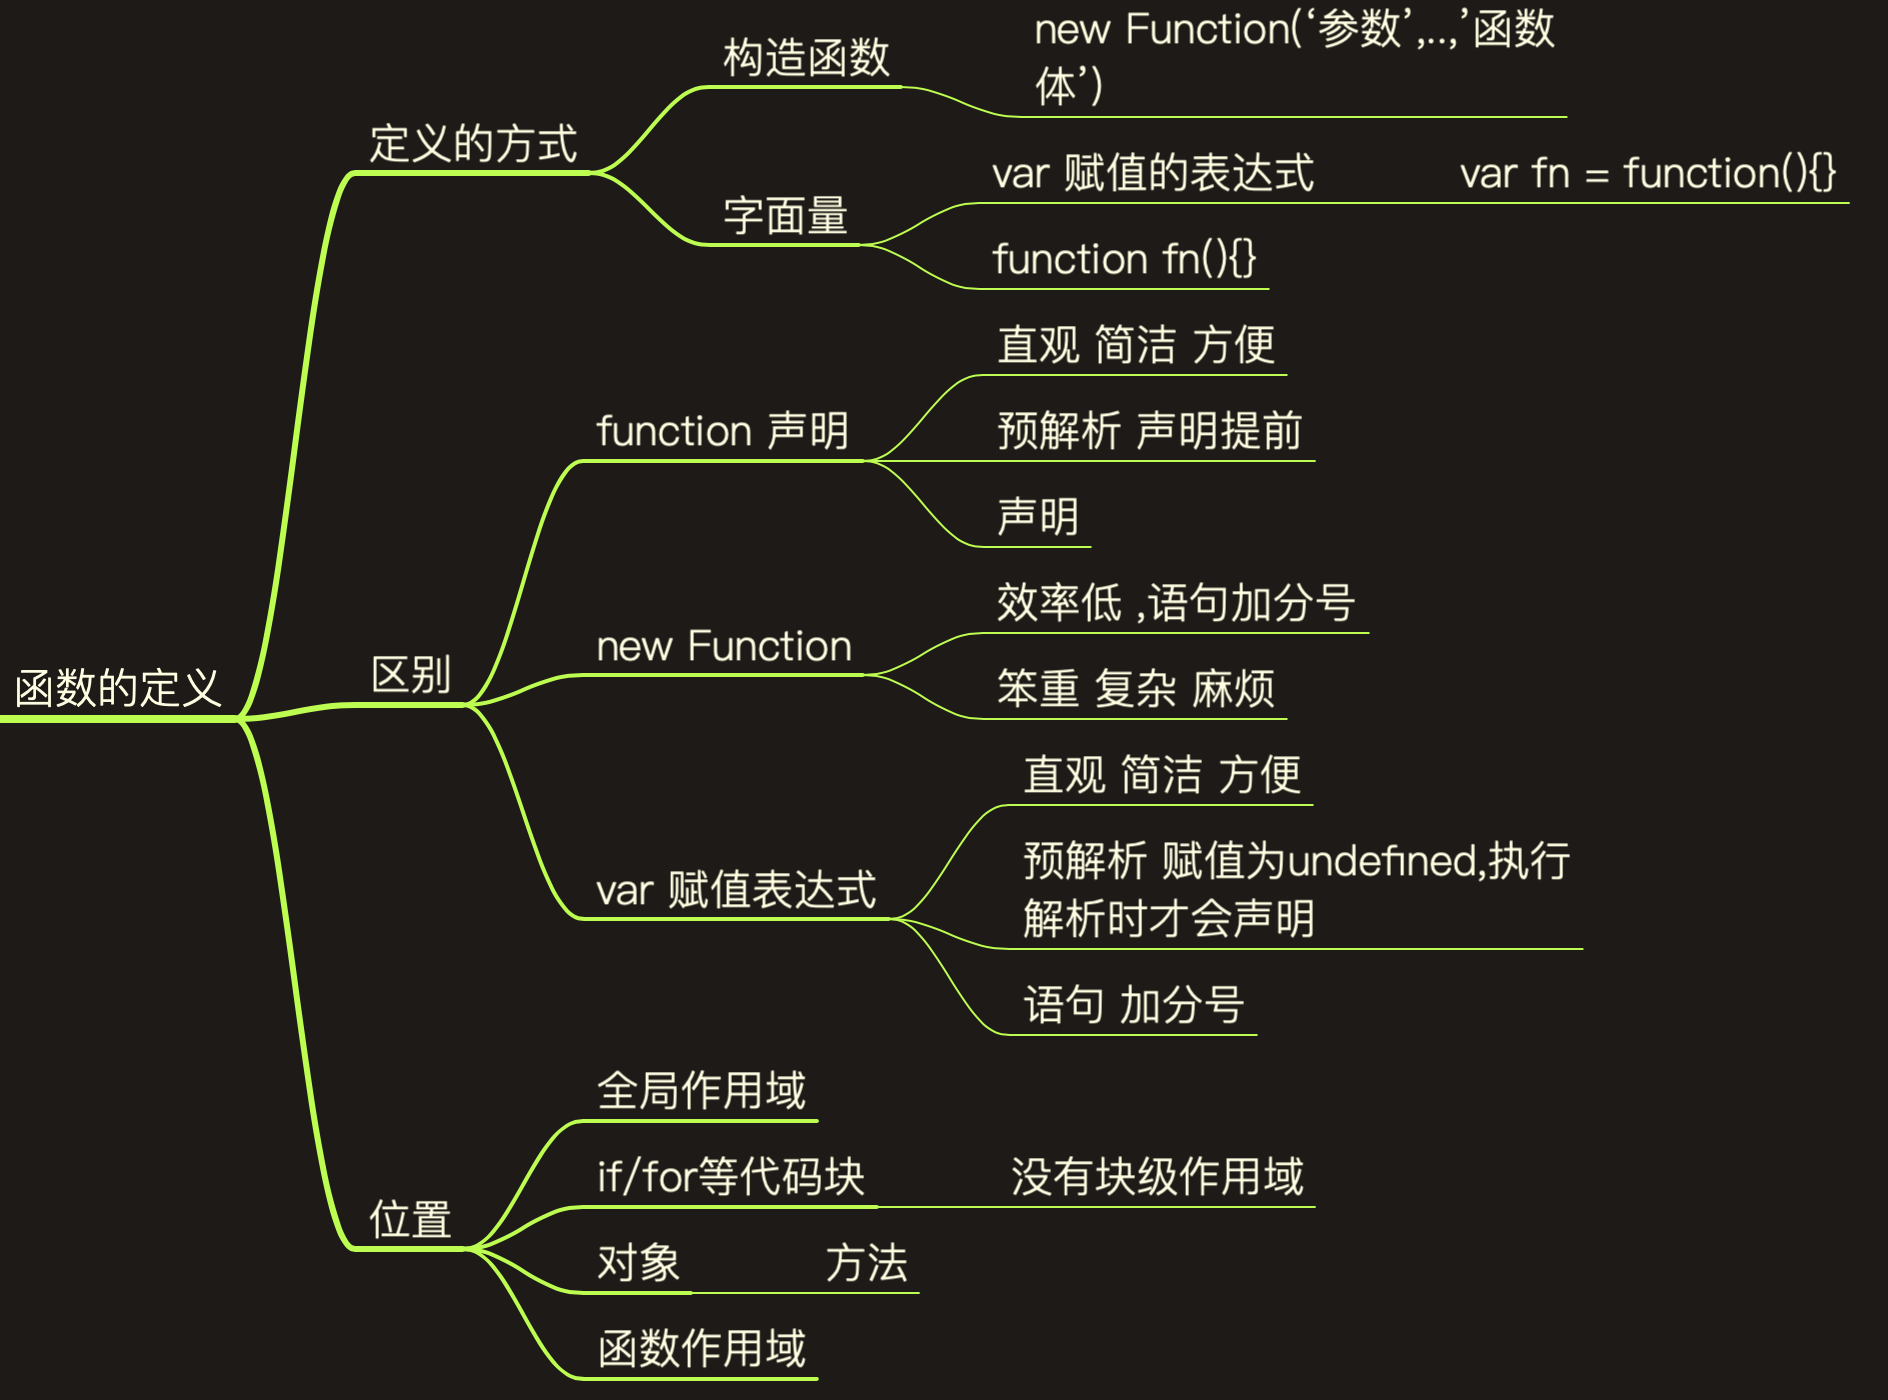 函数的定义
定义的方式
构造函数
new Function(‘参数’,..,’函数
体’)
字面量
var 赋值的表达式
var fn = function(){}
function fn(){}
区别
function 声明
直观 简洁 方便
预解析 声明提前
声明
new Function
效率低 ,语句加分号
笨重 复杂 麻烦
var 赋值表达式
直观 简洁 方便
预解析 赋值为undefined,执行
解析时才会声明
语句 加分号
位置
全局作用域
if/for等代码块
没有块级作用域
对象
方法
函数作用域